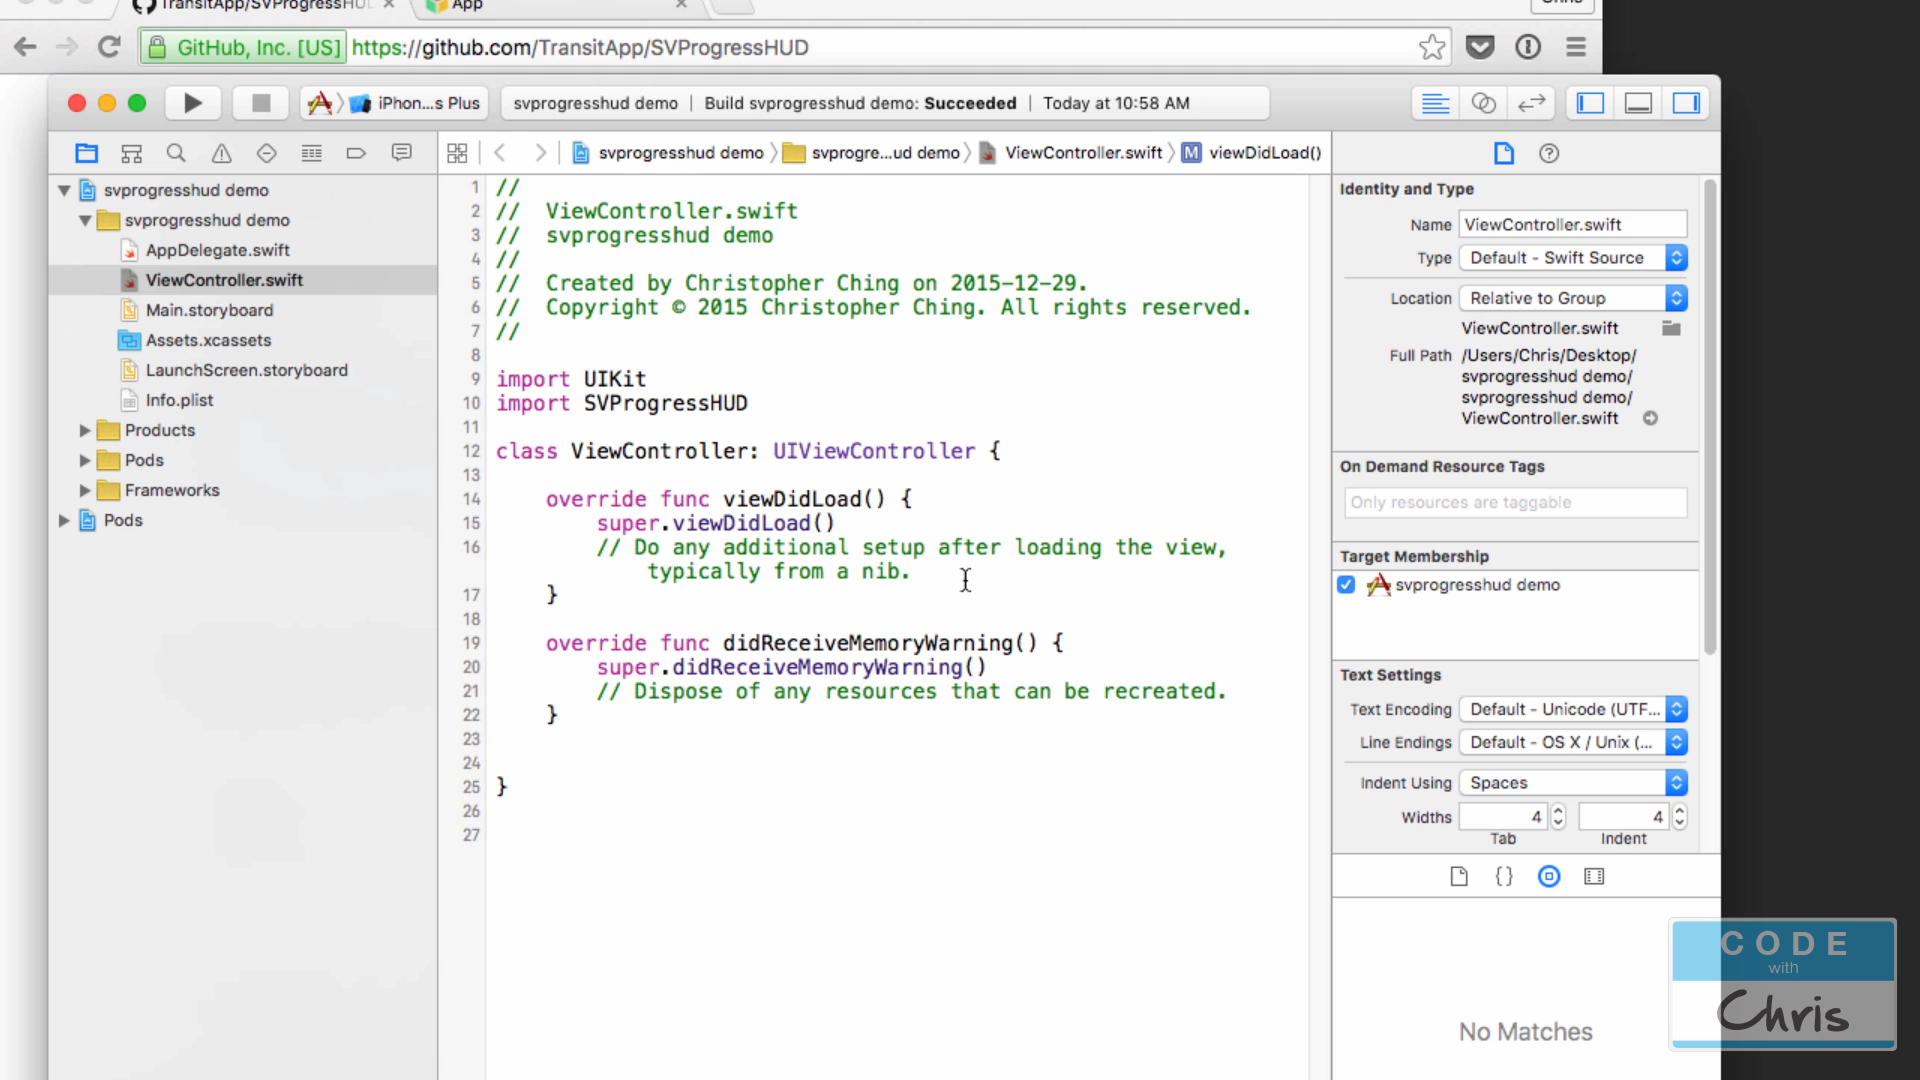 TransitApp/SVProgressHUD
App
Chris
GitHub, Inc. [US] https://github.com/TransitApp/SVProgressHUD
iPhon...s Plus
svprogresshud demo | Build svprogresshud demo: Succeeded | Today at 10:58 AM
svprogresshud demo
svprogre...ud demo
ViewController.swift
M viewDidLoad()
svprogresshud demo
svprogresshud demo
AppDelegate.swift
ViewController.swift
Main.storyboard
Assets.xcassets
LaunchScreen.storyboard
Info.plist
Products
Pods
Frameworks
Pods
1 //
2 //  ViewController.swift
3 //  svprogresshud demo
4 //
5 //  Created by Christopher Ching on 2015-12-29.
6 //  Copyright © 2015 Christopher Ching. All rights reserved.
7 //
8
9 import UIKit
10 import SVProgressHUD
11
12 class ViewController: UIViewController {
13
14     override func viewDidLoad() {
15         super.viewDidLoad()
16         // Do any additional setup after loading the view,
typically from a nib.
17     }
18
19     override func didReceiveMemoryWarning() {
20         super.didReceiveMemoryWarning()
21         // Dispose of any resources that can be recreated.
22     }
23
24
25 }
26
27
Identity and Type
Name ViewController.swift
Type Default - Swift Source
Location Relative to Group
ViewController.swift
Full Path /Users/Chris/Desktop/
svprogresshud demo/
svprogresshud demo/
ViewController.swift
On Demand Resource Tags
Only resources are taggable
Target Membership
svprogresshud demo
Text Settings
Text Encoding Default - Unicode (UTF...
Line Endings Default - OS X / Unix (...
Indent Using Spaces
Widths 4 4
Tab Indent
{}
No Matches
CODE
with
Chris